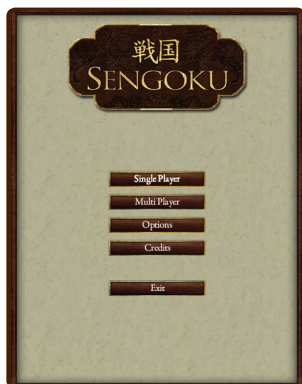 戦国
SENGOKU
Single Player
Multi Player
Options
Credits
Exit